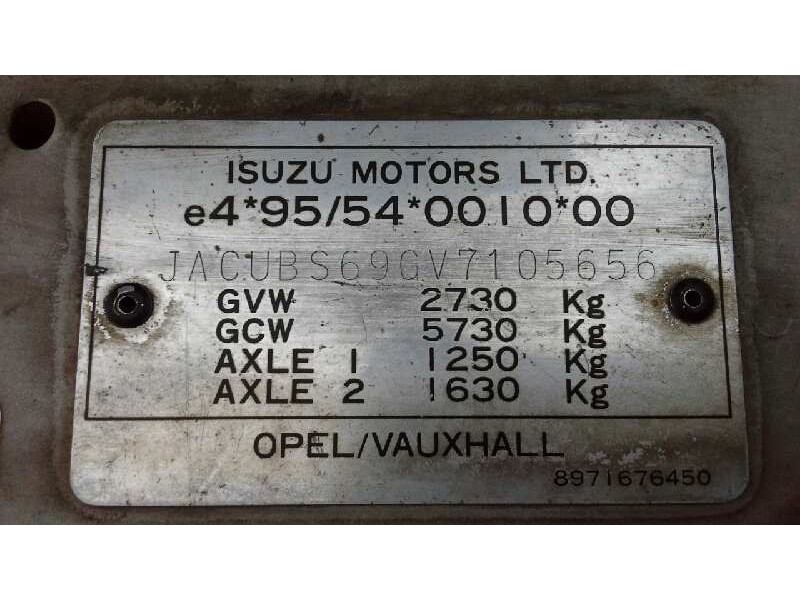 ISUZU MOTORS LTD.
e4*95/54*0010*00
JACUBS69GV7105656
GVW 2730 Kg
GCW 5730 Kg
AXLE 1 1250 Kg
AXLE 2 1630 Kg
OPEL/VAUXHALL
8971676450